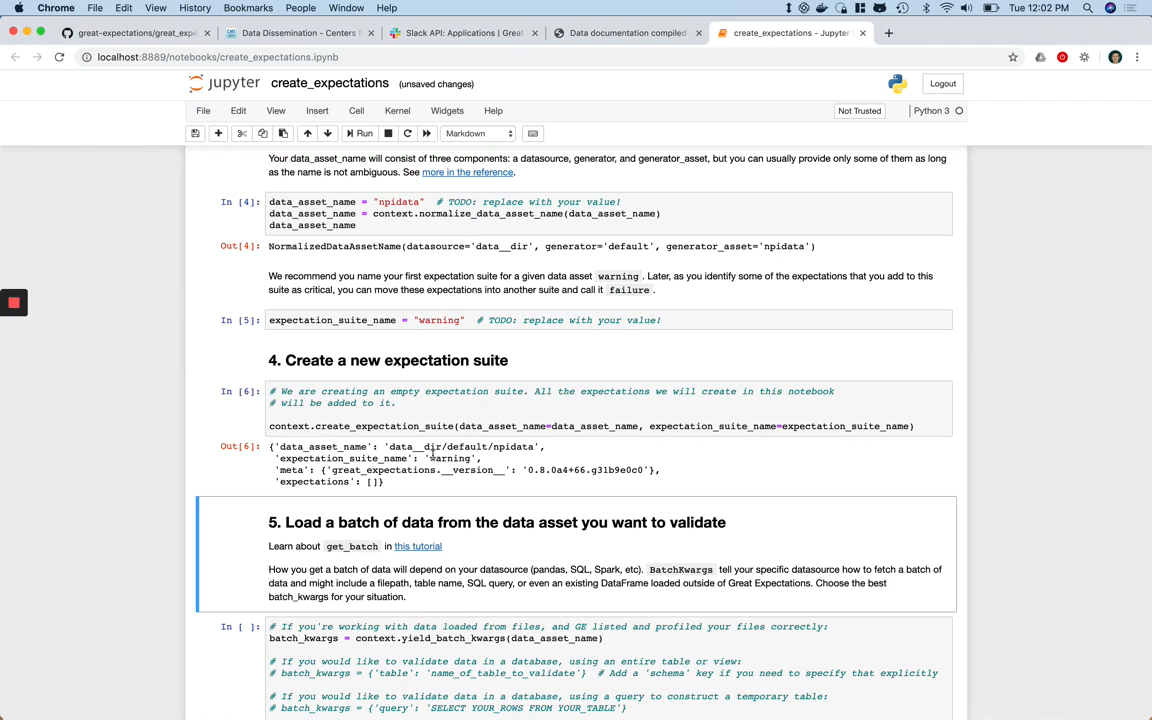 Chrome File Edit View History Bookmarks People Window Help Tue 12:02 PM
great-expectations/great_expe
Data Dissemination - Centers f
Slack API: Applications | Great
Data documentation compiled
create_expectations - Jupyter
localhost:8889/notebooks/create_expectations.ipynb
jupyter create_expectations (unsaved changes) Logout
File Edit View Insert Cell Kernel Widgets Help Not Trusted Python 3
Run Markdown
Your data_asset_name will consist of three components: a datasource, generator, and generator_asset, but you can usually provide only some of them as long
as the name is not ambiguous. See more in the reference.
In [4]: data_asset_name = "npidata" # TODO: replace with your value!
data_asset_name = context.normalize_data_asset_name(data_asset_name)
data_asset_name
Out[4]: NormalizedDataAssetName(datasource='data__dir', generator='default', generator_asset='npidata')
We recommend you name your first expectation suite for a given data asset warning . Later, as you identify some of the expectations that you add to this
suite as critical, you can move these expectations into another suite and call it failure .
In [5]: expectation_suite_name = "warning" # TODO: replace with your value!
4. Create a new expectation suite
In [6]: # We are creating an empty expectation suite. All the expectations we will create in this notebook
# will be added to it.
context.create_expectation_suite(data_asset_name=data_asset_name, expectation_suite_name=expectation_suite_name)
Out[6]: {'data_asset_name': 'data__dir/default/npidata',
'expectation_suite_name': 'warning',
'meta': {'great_expectations.__version__': '0.8.0a4+66.g31b9e0c0'},
'expectations': []}
5. Load a batch of data from the data asset you want to validate
Learn about get_batch in this tutorial
How you get a batch of data will depend on your datasource (pandas, SQL, Spark, etc). BatchKwargs tell your specific datasource how to fetch a batch of
data and might include a filepath, table name, SQL query, or even an existing DataFrame loaded outside of Great Expectations. Choose the best
batch_kwargs for your situation.
In [ ]: # If you're working with data loaded from files, and GE listed and profiled your files correctly:
batch_kwargs = context.yield_batch_kwargs(data_asset_name)
# If you would like to validate data in a database, using an entire table or view:
# batch_kwargs = {'table': 'name_of_table_to_validate'} # Add a 'schema' key if you need to specify that explicitly
# If you would like to validate data in a database, using a query to construct a temporary table:
# batch_kwargs = {'query': 'SELECT YOUR_ROWS FROM YOUR_TABLE'}